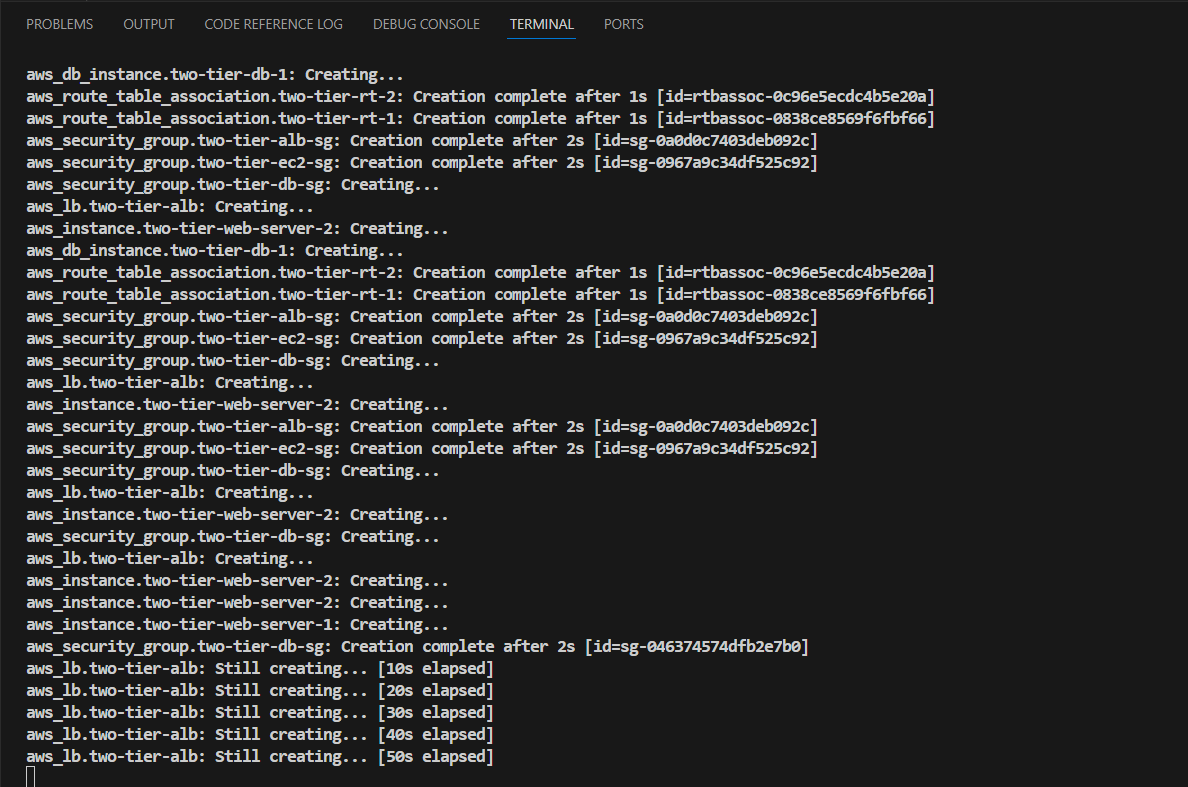 PROBLEMS OUTPUT CODE REFERENCE LOG DEBUG CONSOLE TERMINAL PORTS
aws_db_instance.two-tier-db-1: Creating...
aws_route_table_association.two-tier-rt-2: Creation complete after 1s [id=rtbassoc-0c96e5ecdc4b5e20a]
aws_route_table_association.two-tier-rt-1: Creation complete after 1s [id=rtbassoc-0838ce8569f6fbf66]
aws_security_group.two-tier-alb-sg: Creation complete after 2s [id=sg-0a0d0c7403deb092c]
aws_security_group.two-tier-ec2-sg: Creation complete after 2s [id=sg-0967a9c34df525c92]
aws_security_group.two-tier-db-sg: Creating...
aws_lb.two-tier-alb: Creating...
aws_instance.two-tier-web-server-2: Creating...
aws_db_instance.two-tier-db-1: Creating...
aws_route_table_association.two-tier-rt-2: Creation complete after 1s [id=rtbassoc-0c96e5ecdc4b5e20a]
aws_route_table_association.two-tier-rt-1: Creation complete after 1s [id=rtbassoc-0838ce8569f6fbf66]
aws_security_group.two-tier-alb-sg: Creation complete after 2s [id=sg-0a0d0c7403deb092c]
aws_security_group.two-tier-ec2-sg: Creation complete after 2s [id=sg-0967a9c34df525c92]
aws_security_group.two-tier-db-sg: Creating...
aws_lb.two-tier-alb: Creating...
aws_instance.two-tier-web-server-2: Creating...
aws_security_group.two-tier-alb-sg: Creation complete after 2s [id=sg-0a0d0c7403deb092c]
aws_security_group.two-tier-ec2-sg: Creation complete after 2s [id=sg-0967a9c34df525c92]
aws_security_group.two-tier-db-sg: Creating...
aws_lb.two-tier-alb: Creating...
aws_instance.two-tier-web-server-2: Creating...
aws_security_group.two-tier-db-sg: Creating...
aws_lb.two-tier-alb: Creating...
aws_instance.two-tier-web-server-2: Creating...
aws_instance.two-tier-web-server-2: Creating...
aws_instance.two-tier-web-server-1: Creating...
aws_security_group.two-tier-db-sg: Creation complete after 2s [id=sg-046374574dfb2e7b0]
aws_lb.two-tier-alb: Still creating... [10s elapsed]
aws_lb.two-tier-alb: Still creating... [20s elapsed]
aws_lb.two-tier-alb: Still creating... [30s elapsed]
aws_lb.two-tier-alb: Still creating... [40s elapsed]
aws_lb.two-tier-alb: Still creating... [50s elapsed]